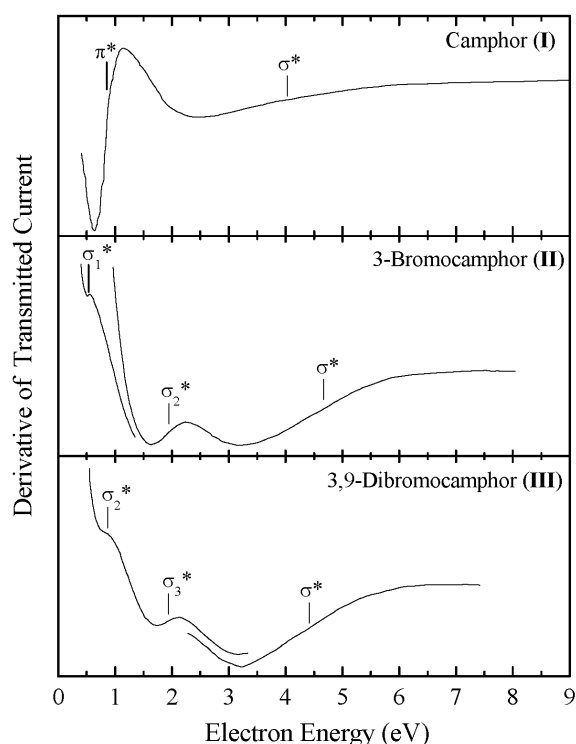 Camphor (I)
π*
σ*
3-Bromocamphor (II)
σ₁*
σ₂*
σ*
3,9-Dibromocamphor (III)
σ₂*
σ₃*
σ*
0 1 2 3 4 5 6 7 8 9
Electron Energy (eV)
Derivative of Transmitted Current